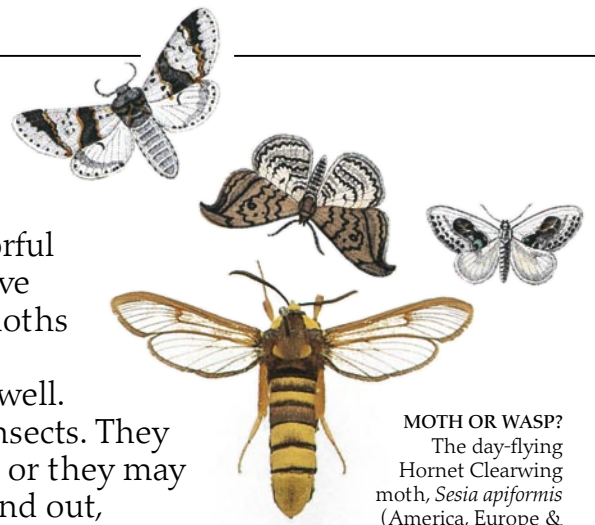 orful
ve
loths
well.
nsects. They
or they may
nd out,
MOTH OR WASP?
The day-flying
Hornet Clearwing
moth, Sesia apiformis
(America, Europe &